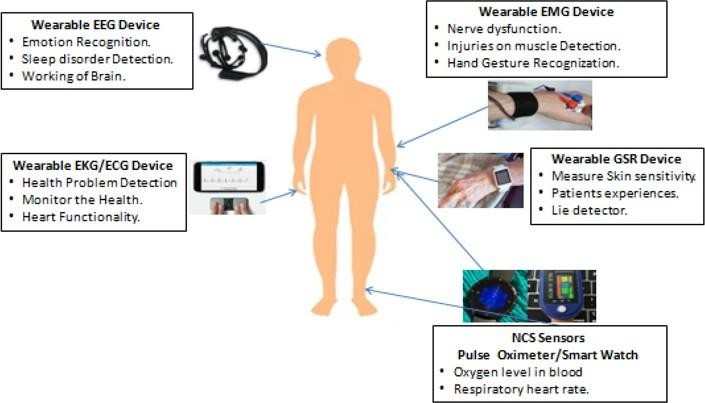 Wearable EEG Device
• Emotion Recognition.
• Sleep disorder Detection.
• Working of Brain.
Wearable EMG Device
• Nerve dysfunction.
• Injuries on muscle Detection.
• Hand Gesture Recognization.
Wearable EKG/ECG Device
• Health Problem Detection
• Monitor the Health.
• Heart Functionality.
Wearable GSR Device
• Measure Skin sensitivity.
• Patients experiences.
• Lie detector.
NCS Sensors
Pulse Oximeter/Smart Watch
• Oxygen level in blood
• Respiratory heart rate.